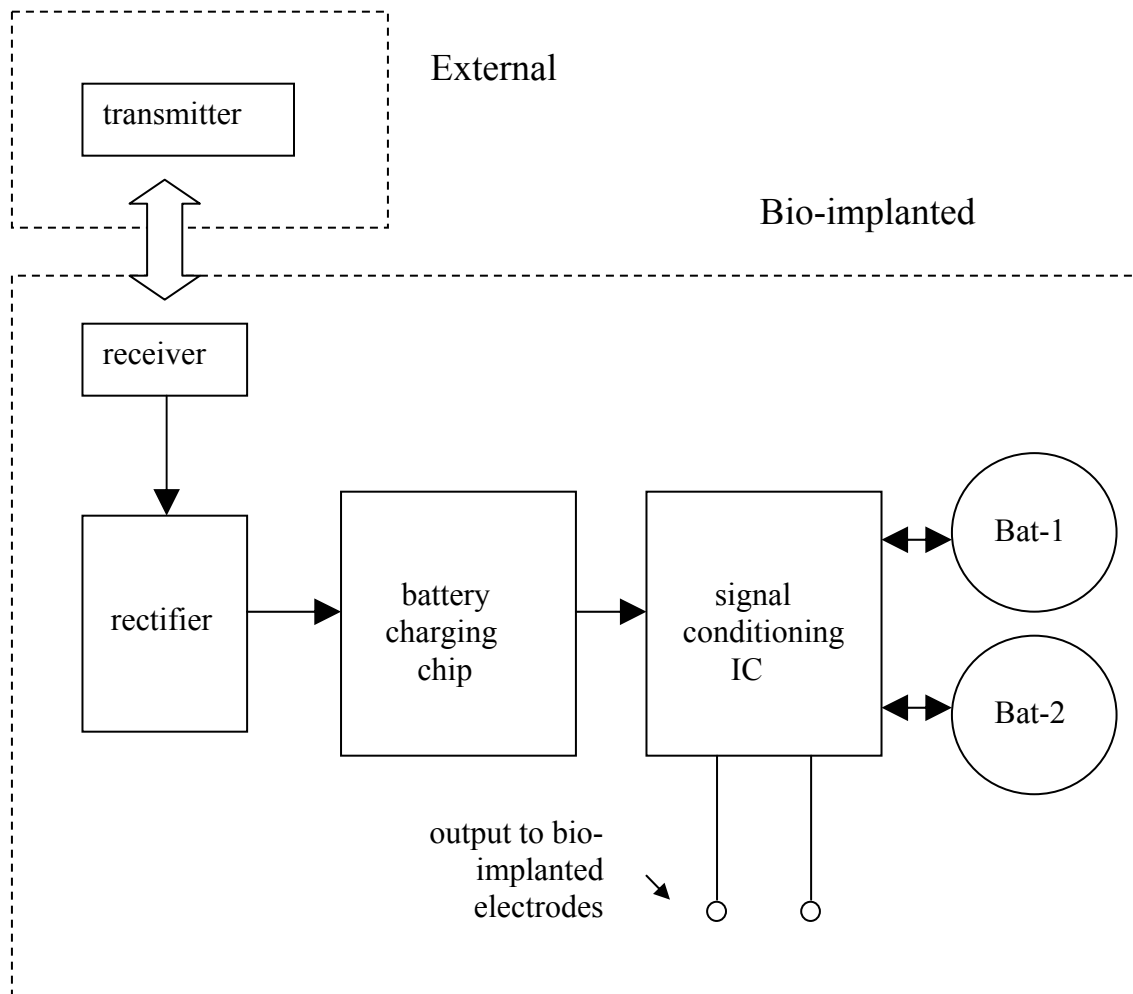 External
transmitter
Bio-implanted
receiver
rectifier
battery
charging
chip
signal
conditioning
IC
Bat-1
Bat-2
output to bio-
implanted
electrodes